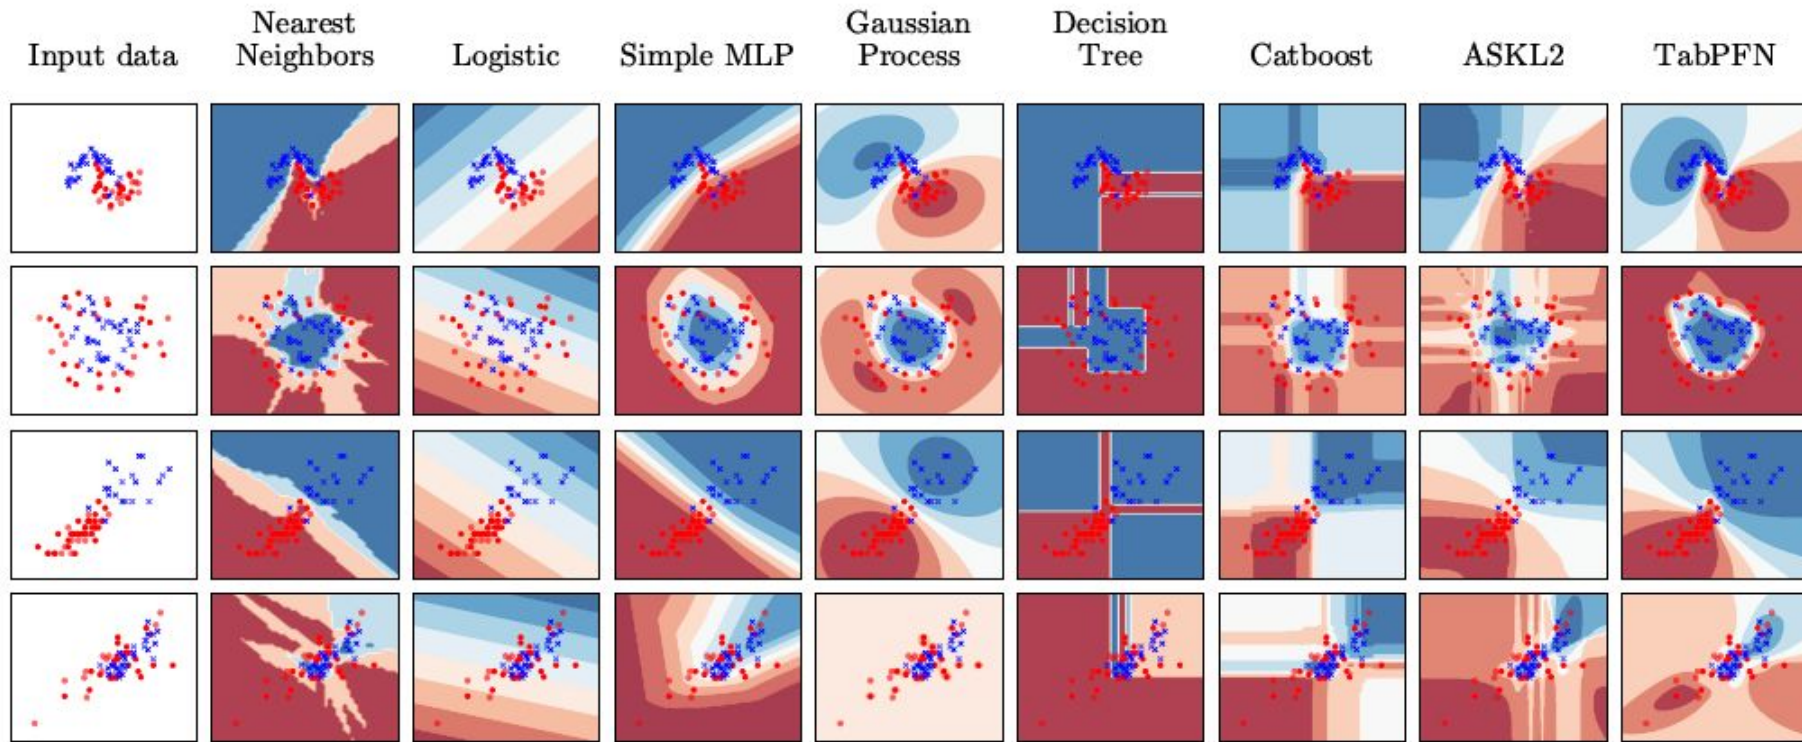 Input data
Nearest
Neighbors
Logistic
Simple MLP
Gaussian
Process
Decision
Tree
Catboost
ASKL2
TabPFN